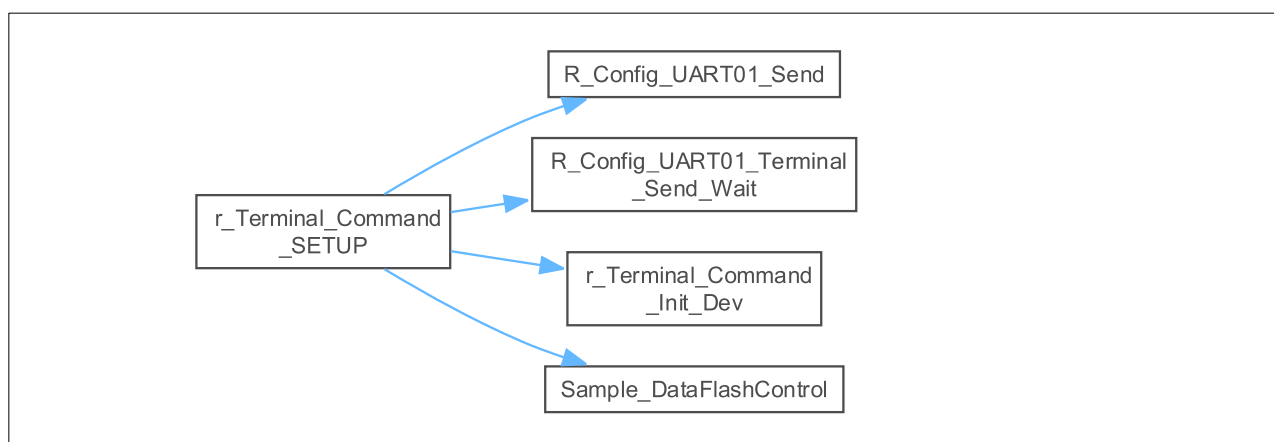 R_Config_UART01_Send
R_Config_UART01_Terminal
_Send_Wait
r_Terminal_Command
_SETUP
r_Terminal_Command
_Init_Dev
Sample_DataFlashControl